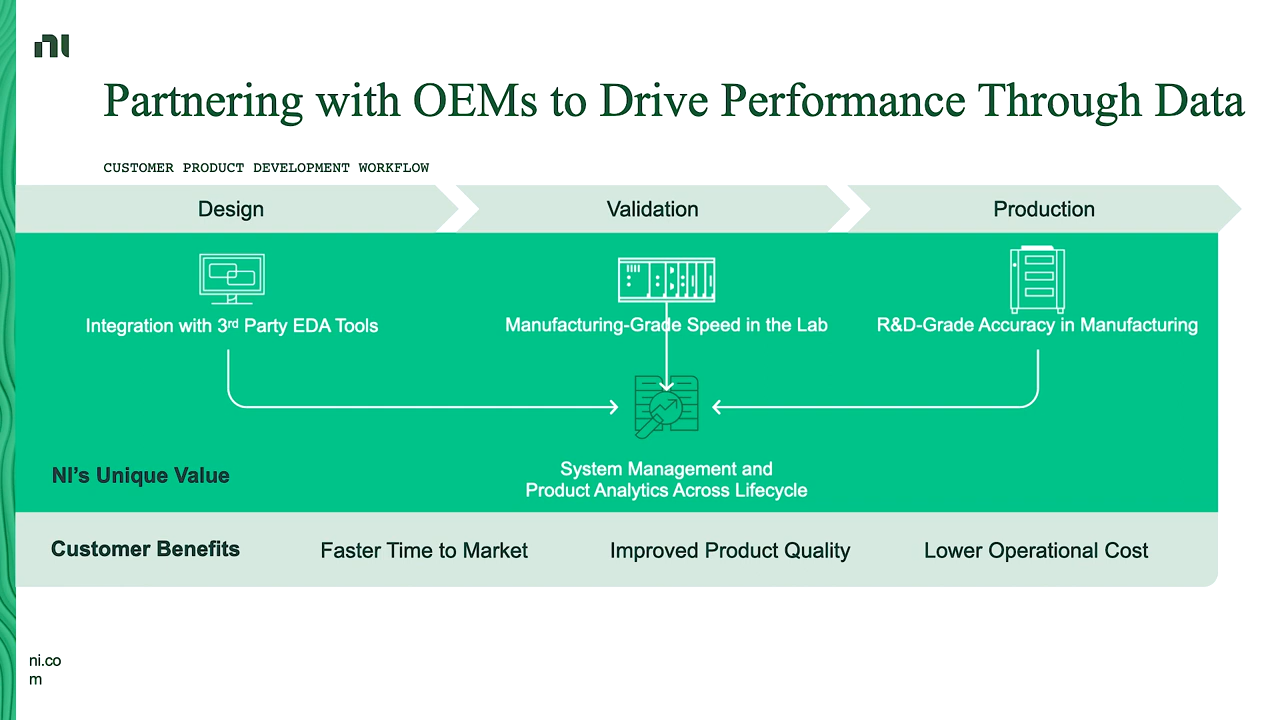 ni
Partnering with OEMs to Drive Performance Through Data
CUSTOMER PRODUCT DEVELOPMENT WORKFLOW
Design
Validation
Production
Integration with 3rd Party EDA Tools
Manufacturing-Grade Speed in the Lab
R&D-Grade Accuracy in Manufacturing
NI’s Unique Value
System Management and
Product Analytics Across Lifecycle
Customer Benefits
Faster Time to Market
Improved Product Quality
Lower Operational Cost
ni.co
m